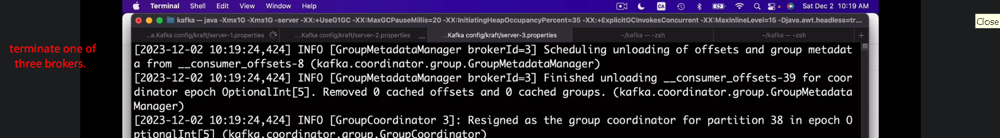 Terminal Shell Edit View Window Help CA Sat Dec 2 10:19 AM
kafka — java -Xmx1G -Xms1G -server -XX:+UseG1GC -XX:MaxGCPauseMillis=20 -XX:InitiatingHeapOccupancyPercent=35 -XX:+ExplicitGCInvokesConcurrent -XX:MaxInlineLevel=15 -Djava.awt.headless=tr...
Close
...a.Kafka config/kraft/server-1.properties ....Kafka config/kraft/server-2.properties ... ...Kafka config/kraft/server-3.properties ~/kafka — -zsh ~/kafka — -zsh +
terminate one of
three brokers.
[2023-12-02 10:19:24,424] INFO [GroupMetadataManager brokerId=3] Scheduling unloading of offsets and group metadat
a from __consumer_offsets-8 (kafka.coordinator.group.GroupMetadataManager)
[2023-12-02 10:19:24,424] INFO [GroupMetadataManager brokerId=3] Finished unloading __consumer_offsets-39 for coor
dinator epoch OptionalInt[5]. Removed 0 cached offsets and 0 cached groups. (kafka.coordinator.group.GroupMetadata
Manager)
[2023-12-02 10:19:24,424] INFO [GroupCoordinator 3]: Resigned as the group coordinator for partition 38 in epoch O
ptionalInt[5] (kafka.coordinator.group.GroupCoordinator)